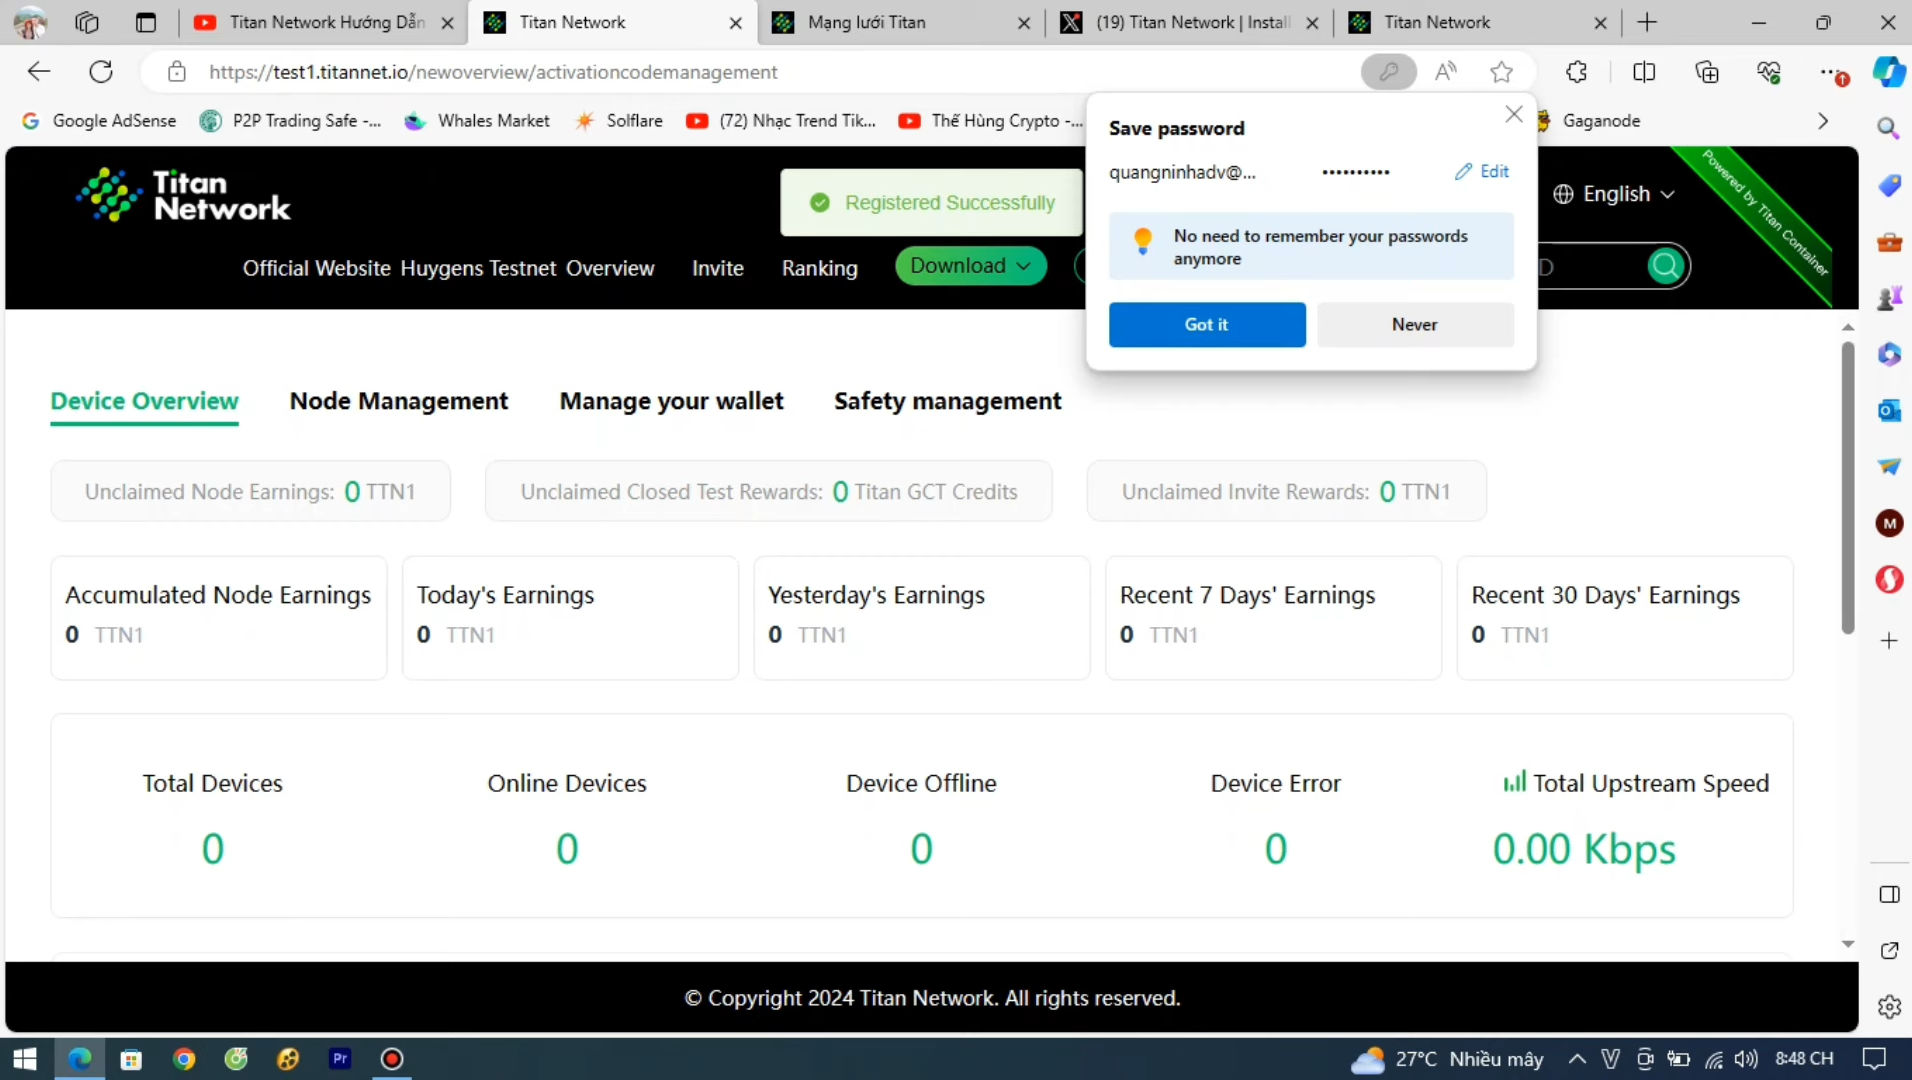 Titan Network Hướng Dẫn
Titan Network
Mạng lưới Titan
(19) Titan Network | Install
Titan Network
https://test1.titannet.io/newoverview/activationcodemanagement
Google AdSense
P2P Trading Safe -...
Whales Market
Solflare
(72) Nhạc Trend Tik...
Thế Hùng Crypto -...
Gaganode
Save password
quangninhadv@...
••••••••••
Edit
No need to remember your passwords
anymore
Got it
Never
Titan
Network
Registered Successfully
English
Powered by Titan Container
Official Website
Huygens Testnet
Overview
Invite
Ranking
Download
D
Device Overview
Node Management
Manage your wallet
Safety management
Unclaimed Node Earnings: 0 TTN1
Unclaimed Closed Test Rewards: 0 Titan GCT Credits
Unclaimed Invite Rewards: 0 TTN1
Accumulated Node Earnings
0 TTN1
Today's Earnings
0 TTN1
Yesterday's Earnings
0 TTN1
Recent 7 Days' Earnings
0 TTN1
Recent 30 Days' Earnings
0 TTN1
Total Devices
0
Online Devices
0
Device Offline
0
Device Error
0
Total Upstream Speed
0.00 Kbps
© Copyright 2024 Titan Network. All rights reserved.
M
Pr
27°C Nhiều mây
8:48 CH